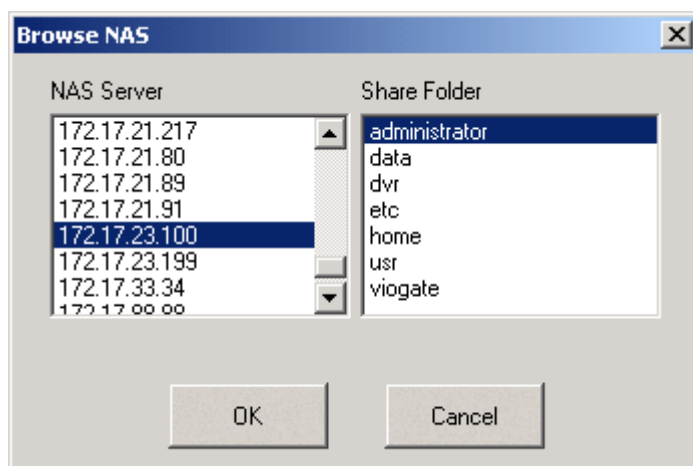 Browse NAS
NAS Server
172.17.21.217
172.17.21.80
172.17.21.89
172.17.21.91
172.17.23.100
172.17.23.199
172.17.33.34
Share Folder
administrator
data
dvr
etc
home
usr
viogate
OK
Cancel